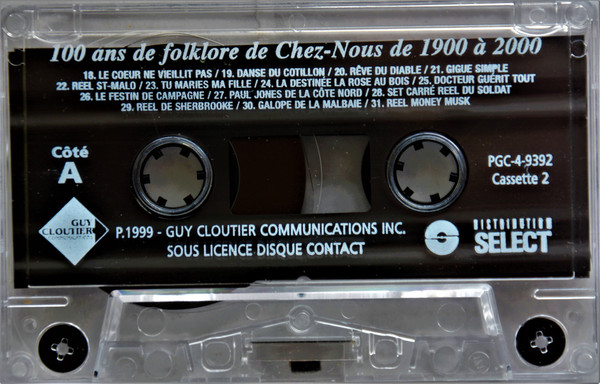 100 ans de folklore de Chez-Nous de 1900 à 2000
18. LE COEUR NE VIEILLIT PAS / 19. DANSE DU COTILLON / 20. RÊVE DU DIABLE / 21. GIGUE SIMPLE
22. REEL ST-MALO / 23. TU MARIES MA FILLE / 24. LA DESTINÉE LA ROSE AU BOIS / 25. DOCTEUR GUÉRIT TOUT
26. LE FESTIN DE CAMPAGNE / 27. PAUL JONES DE LA CÔTE NORD / 28. SET CARRÉ REEL DU SOLDAT
29. REEL DE SHERBROOKE / 30. GALOPE DE LA MALBAIE / 31. REEL MONEY MUSK
Côté
A
PGC-4-9392
Cassette 2
GUY
CLOUTIER
COMMUNICATIONS
P.1999 - GUY CLOUTIER COMMUNICATIONS INC.
SOUS LICENCE DISQUE CONTACT
DISTRIBUTION
SELECT